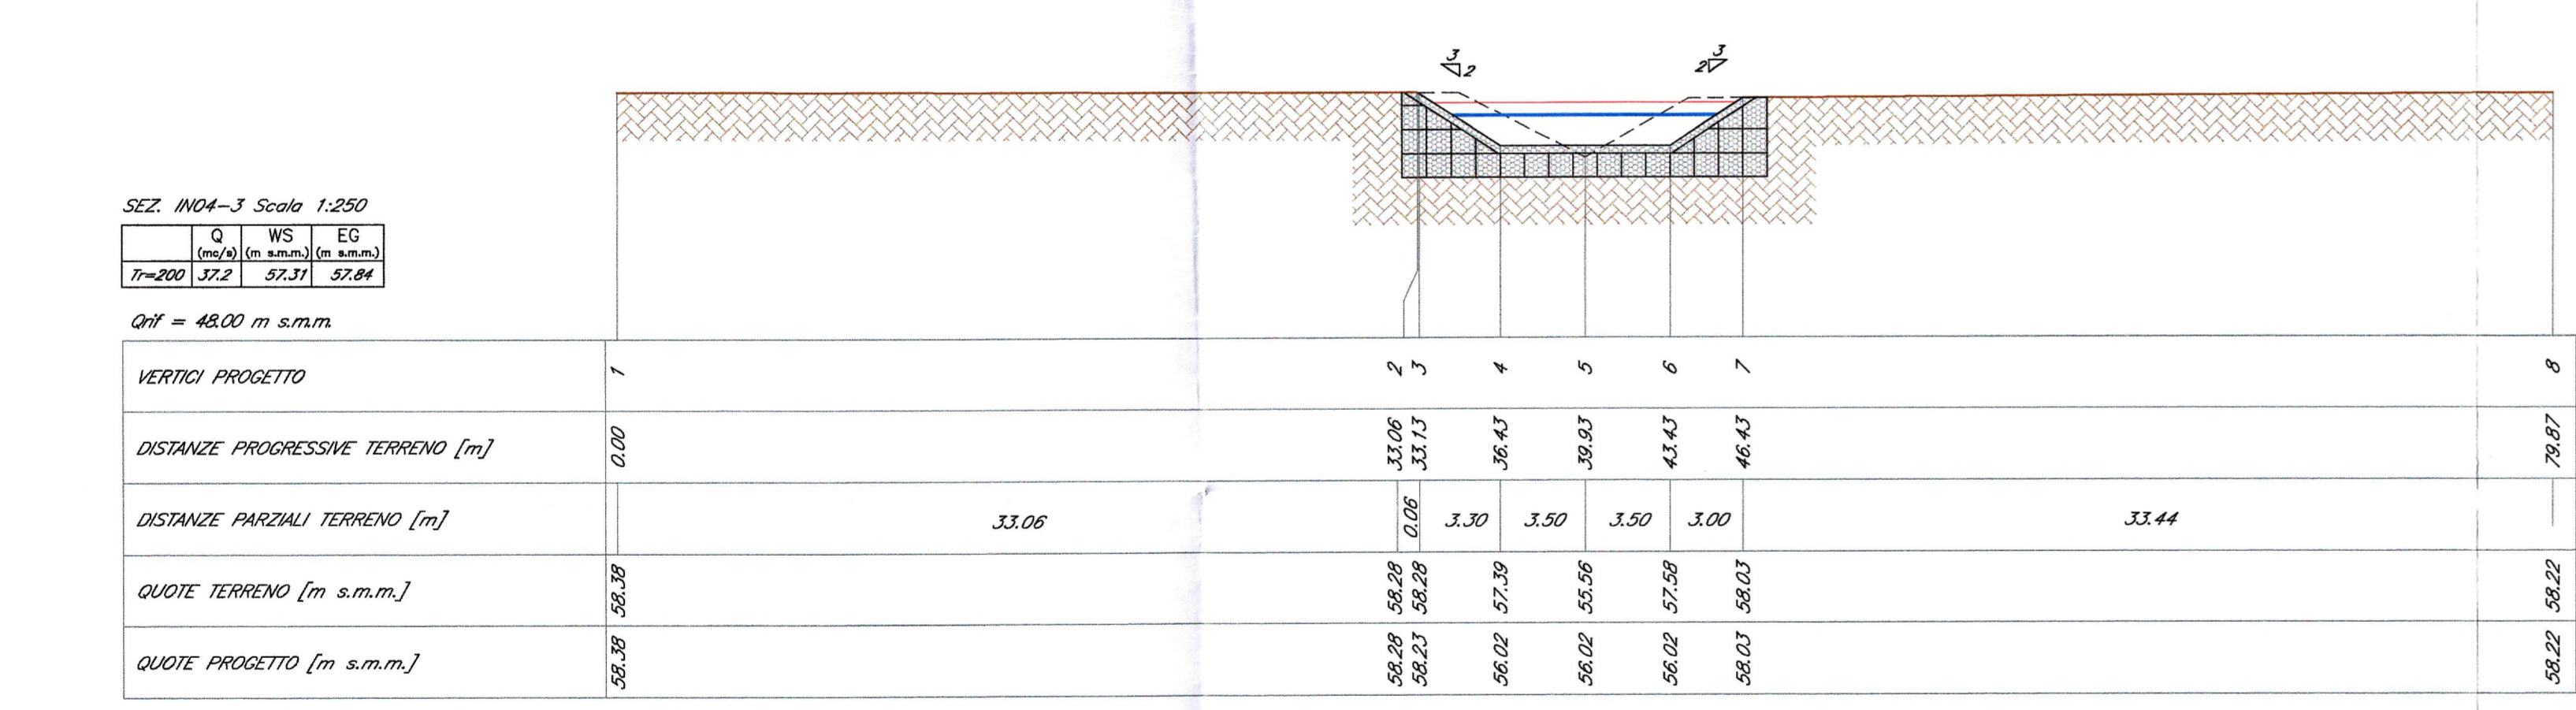 3
2
3
2
SEZ. IN04-3 Scala 1:250
Q WS EG
(mc/s) (m s.m.m.) (m s.m.m.)
Tr=200 37.2 57.31 57.84
Qrif = 48.00 m s.m.m.
VERTICI PROGETTO 1 2 3 4 5 6 7 8
DISTANZE PROGRESSIVE TERRENO [m] 0.00 33.06 33.13 36.43 39.93 43.43 46.43 79.87
DISTANZE PARZIALI TERRENO [m] 33.06 0.06 3.30 3.50 3.50 3.00 33.44
QUOTE TERRENO [m s.m.m.] 58.38 58.28 58.28 57.39 55.56 57.58 58.03 58.22
QUOTE PROGETTO [m s.m.m.] 58.38 58.28 58.23 56.02 56.02 56.02 58.03 58.22